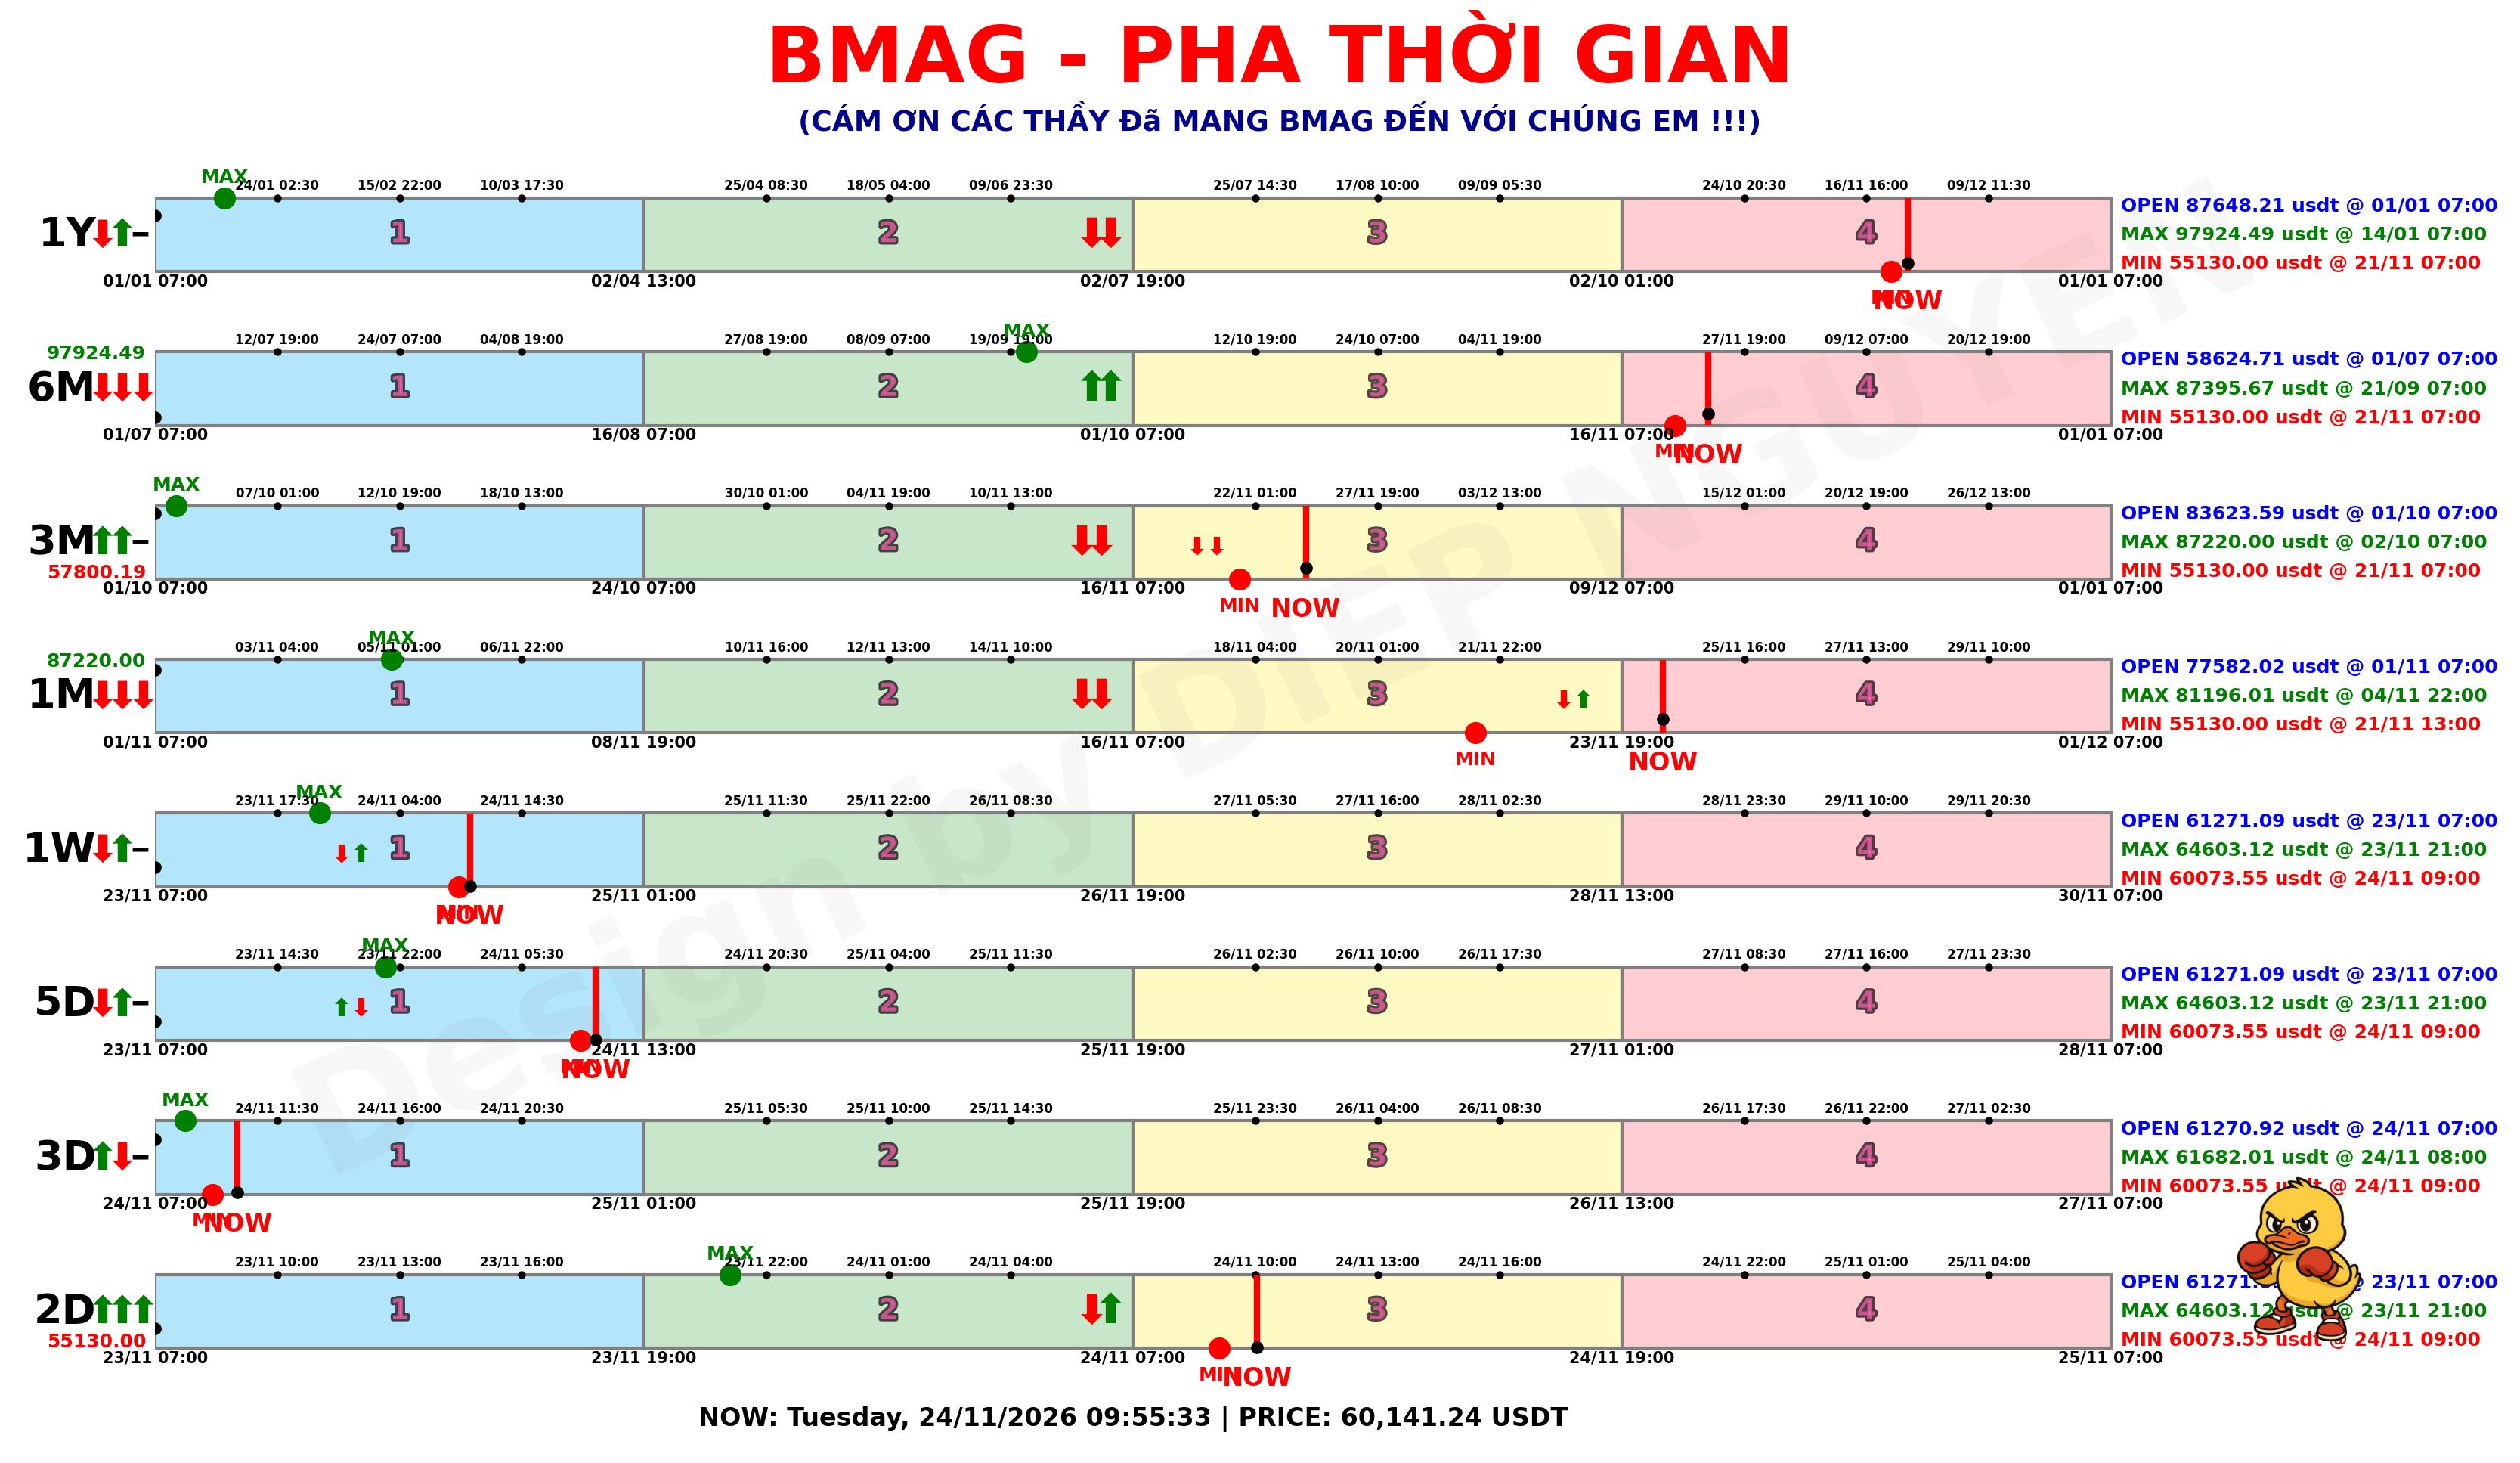 BMAG - PHA THỜI GIAN
(CÁM ƠN CÁC THẦY Đã MANG BMAG ĐẾN VỚI CHÚNG EM !!!)
MAX
24/01 02:30 15/02 22:00 10/03 17:30 25/04 08:30 18/05 04:00 09/06 23:30 25/07 14:30 17/08 10:00 09/09 05:30 24/10 20:30 16/11 16:00 09/12 11:30
OPEN 87648.21 usdt @ 01/01 07:00
1Y 1 2 3 4
MAX 97924.49 usdt @ 14/01 07:00
MIN 55130.00 usdt @ 21/11 07:00
01/01 07:00 02/04 13:00 02/07 19:00 02/10 01:00 01/01 07:00
MIN NOW
MAX
12/07 19:00 24/07 07:00 04/08 19:00 27/08 19:00 08/09 07:00 19/09 19:00 12/10 19:00 24/10 07:00 04/11 19:00 27/11 19:00 09/12 07:00 20/12 19:00
97924.49 OPEN 58624.71 usdt @ 01/07 07:00
6M 1 2 3 4
MAX 87395.67 usdt @ 21/09 07:00
MIN 55130.00 usdt @ 21/11 07:00
01/07 07:00 16/08 07:00 01/10 07:00 16/11 07:00 01/01 07:00
MIN NOW
MAX
07/10 01:00 12/10 19:00 18/10 13:00 30/10 01:00 04/11 19:00 10/11 13:00 22/11 01:00 27/11 19:00 03/12 13:00 15/12 01:00 20/12 19:00 26/12 13:00
OPEN 83623.59 usdt @ 01/10 07:00
3M 1 2 3 4
MAX 87220.00 usdt @ 02/10 07:00
57800.19 MIN 55130.00 usdt @ 21/11 07:00
01/10 07:00 24/10 07:00 16/11 07:00 09/12 07:00 01/01 07:00
MIN NOW
MAX
03/11 04:00 05/11 01:00 06/11 22:00 10/11 16:00 12/11 13:00 14/11 10:00 18/11 04:00 20/11 01:00 21/11 22:00 25/11 16:00 27/11 13:00 29/11 10:00
87220.00 OPEN 77582.02 usdt @ 01/11 07:00
1M 1 2 3 4
MAX 81196.01 usdt @ 04/11 22:00
MIN 55130.00 usdt @ 21/11 13:00
01/11 07:00 08/11 19:00 16/11 07:00 23/11 19:00 01/12 07:00
MIN NOW
MAX
23/11 17:30 24/11 04:00 24/11 14:30 25/11 11:30 25/11 22:00 26/11 08:30 27/11 05:30 27/11 16:00 28/11 02:30 28/11 23:30 29/11 10:00 29/11 20:30
OPEN 61271.09 usdt @ 23/11 07:00
1W 1 2 3 4
MAX 64603.12 usdt @ 23/11 21:00
MIN 60073.55 usdt @ 24/11 09:00
23/11 07:00 25/11 01:00 26/11 19:00 28/11 13:00 30/11 07:00
MIN NOW
MAX
23/11 14:30 23/11 22:00 24/11 05:30 24/11 20:30 25/11 04:00 25/11 11:30 26/11 02:30 26/11 10:00 26/11 17:30 27/11 08:30 27/11 16:00 27/11 23:30
OPEN 61271.09 usdt @ 23/11 07:00
5D 1 2 3 4
MAX 64603.12 usdt @ 23/11 21:00
MIN 60073.55 usdt @ 24/11 09:00
23/11 07:00 24/11 13:00 25/11 19:00 27/11 01:00 28/11 07:00
MIN NOW
MAX
24/11 11:30 24/11 16:00 24/11 20:30 25/11 05:30 25/11 10:00 25/11 14:30 25/11 23:30 26/11 04:00 26/11 08:30 26/11 17:30 26/11 22:00 27/11 02:30
OPEN 61270.92 usdt @ 24/11 07:00
3D 1 2 3 4
MAX 61682.01 usdt @ 24/11 08:00
MIN 60073.55 usdt @ 24/11 09:00
24/11 07:00 25/11 01:00 25/11 19:00 26/11 13:00 27/11 07:00
MIN NOW
MAX
23/11 10:00 23/11 13:00 23/11 16:00 23/11 22:00 24/11 01:00 24/11 04:00 24/11 10:00 24/11 13:00 24/11 16:00 24/11 22:00 25/11 01:00 25/11 04:00
OPEN @ 23/11 07:00
2D 1 2 3 4
MAX 64603.12 usdt @ 23/11 21:00
55130.00 MIN 60073.55 usdt @ 24/11 09:00
23/11 07:00 23/11 19:00 24/11 07:00 24/11 19:00 25/11 07:00
MIN NOW
NOW: Tuesday, 24/11/2026 09:55:33 | PRICE: 60,141.24 USDT
Design by DIEP NGUYEN